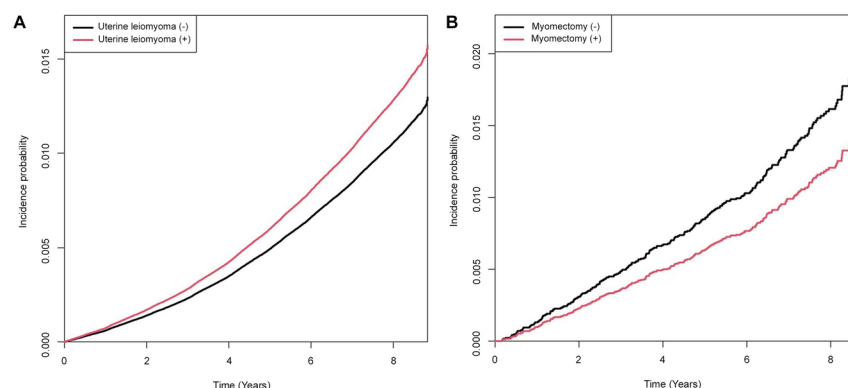 A
Uterine leiomyoma (-)
Uterine leiomyoma (+)
Incidence probability
0.015
0.010
0.005
0.000
0 2 4 6 8
Time (Years)
B
Myomectomy (-)
Myomectomy (+)
Incidence probability
0.020
0.015
0.010
0.005
0.000
0 2 4 6 8
Time (Years)